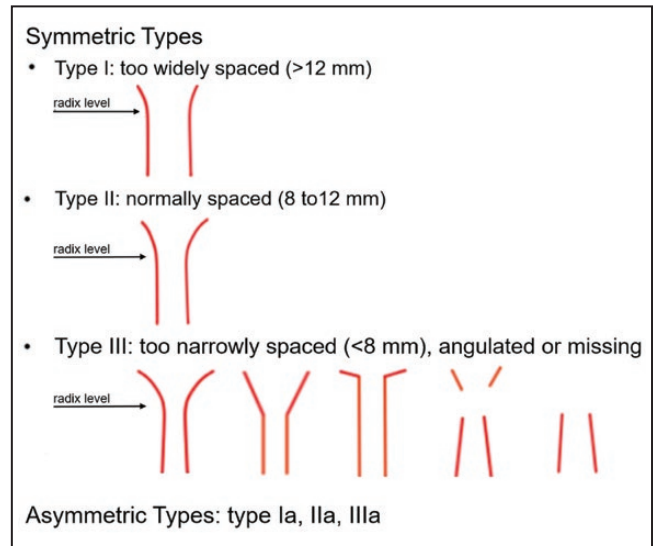 Symmetric Types
• Type I: too widely spaced (>12 mm)
radix level
• Type II: normally spaced (8 to12 mm)
radix level
• Type III: too narrowly spaced (<8 mm), angulated or missing
radix level
Asymmetric Types: type Ia, IIa, IIIa